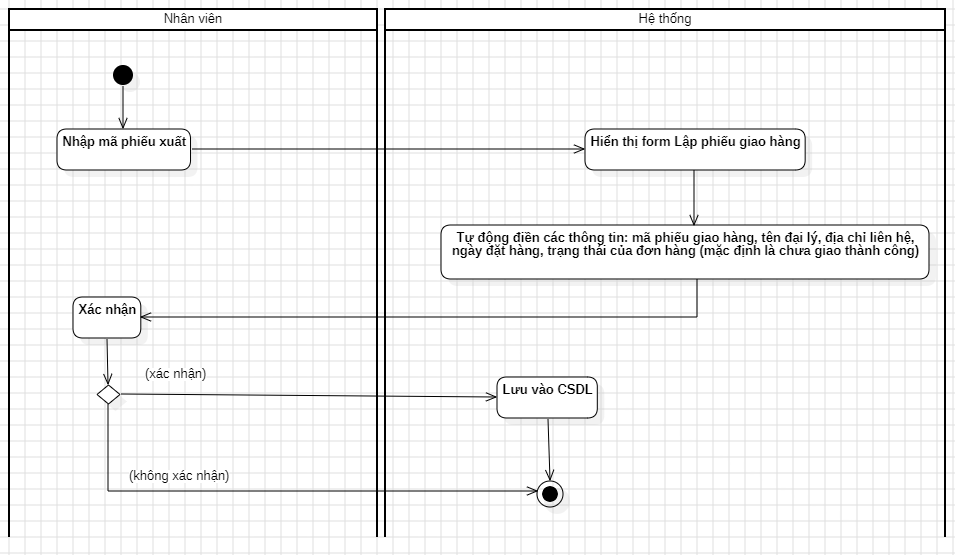 Nhân viên
Hệ thống
Nhập mã phiếu xuất
Hiển thị form Lập phiếu giao hàng
Tự động điền các thông tin: mã phiếu giao hàng, tên đại lý, địa chỉ liên hệ,
ngày đặt hàng, trạng thái của đơn hàng (mặc định là chưa giao thành công)
Xác nhận
(xác nhận)
Lưu vào CSDL
(không xác nhận)